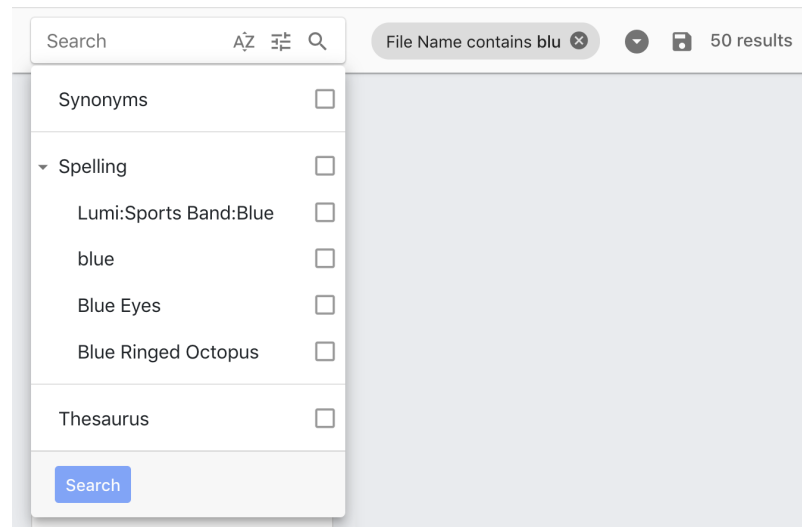 Search AZ File Name contains blu 50 results
Synonyms
Spelling
Lumi:Sports Band:Blue
blue
Blue Eyes
Blue Ringed Octopus
Thesaurus
Search